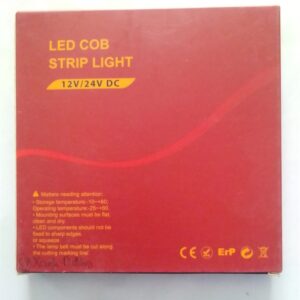 LED COB
STRIP LIGHT
12V/24V DC
Matters needing attention:
• Storage temperature:-10~+60;
Operating temperature:-25~+60.
• Mounting surfaces must be flat,
clean and dry.
• LED components should not be
fixed to sharp edges
or squeeze
• The lamp belt must be cut along
the cutting marking line!
CE
ErP